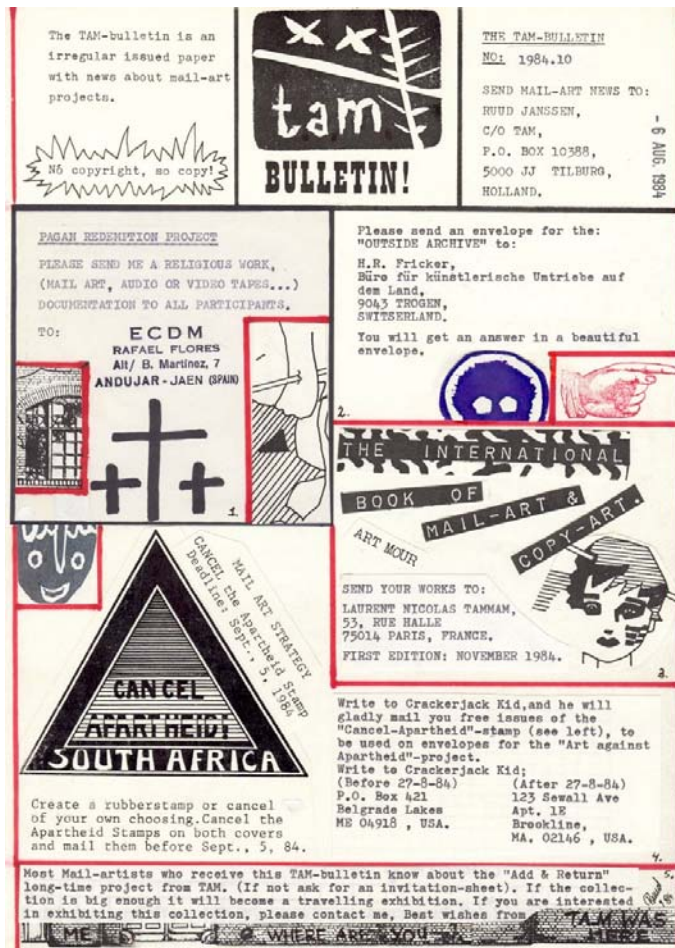 The TAM-bulletin is an
irregular issued paper
with news about mail-art
projects.
Nó copyright, so copy!
tam
BULLETIN!
THE TAM-BULLETIN
NO: 1984.10
SEND MAIL-ART NEWS TO:
RUUD JANSSEN,
C/O TAM,
P.O. BOX 10388,
5000 JJ TILBURG,
HOLLAND.
- 6 AUG. 1984
PAGAN REDEMPTION PROJECT
PLEASE SEND ME A RELIGIOUS WORK,
(MAIL ART, AUDIO OR VIDEO TAPES...)
DOCUMENTATION TO ALL PARTICIPANTS.
TO:
ECDM
RAFAEL FLORES
Alt/ B. Martinez, 7
ANDUJAR - JAEN (SPAIN)
1.
Please send an envelope for the:
"OUTSIDE ARCHIVE" to:
H.R. Fricker,
Büro für künstlerische Umtriebe auf
dem Land,
9043 TROGEN,
SWITSERLAND.
You will get an answer in a beautiful
envelope.
2.
THE INTERNATIONAL
BOOK OF
MAIL-ART &
COPY-ART.
ART MOUR
SEND YOUR WORKS TO:
LAURENT NICOLAS TAMMAM,
53, RUE HALLE
75014 PARIS, FRANCE.
FIRST EDITION: NOVEMBER 1984.
3.
MAIL ART STRATEGY
CANCEL the Apartheid Stamp
Deadline: Sept., 5, 1984
CANCEL
APARTHEID!
SOUTH AFRICA
Create a rubberstamp or cancel
of your own choosing.Cancel the
Apartheid Stamps on both covers
and mail them before Sept., 5, 84.
Write to Crackerjack Kid,and he will
gladly mail you free issues of the
"Cancel-Apartheid"-stamp (see left), to
be used on envelopes for the "Art against
Apartheid"-project.
Write to Crackerjack Kid;
(Before 27-8-84) (After 27-8-84)
P.O. Box 421 123 Sewall Ave
Belgrade Lakes Apt. 1E
ME 04918 , USA. Brookline,
MA. 02146 , USA.
4.
Most Mail-artists who receive this TAM-bulletin know about the "Add & Return"
long-time project from TAM. (If not ask for an invitation-sheet). If the collec-
tion is big enough it will become a travelling exhibition. If you are interested
in exhibiting this collection, please contact me, Best wishes from
5.
ME WHERE ARE YOU
TAM WAS
HERE